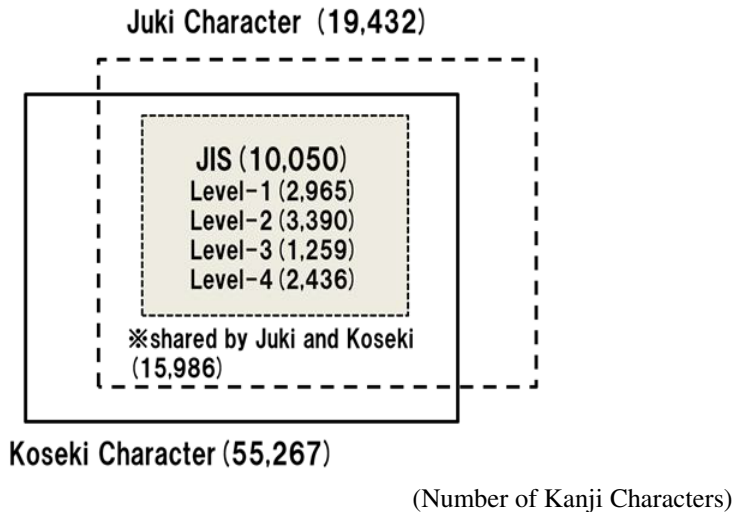 Juki Character (19,432)
JIS(10,050)
Level-1(2,965)
Level-2(3,390)
Level-3(1,259)
Level-4(2,436)
※shared by Juki and Koseki
(15,986)
Koseki Character(55,267)
(Number of Kanji Characters)